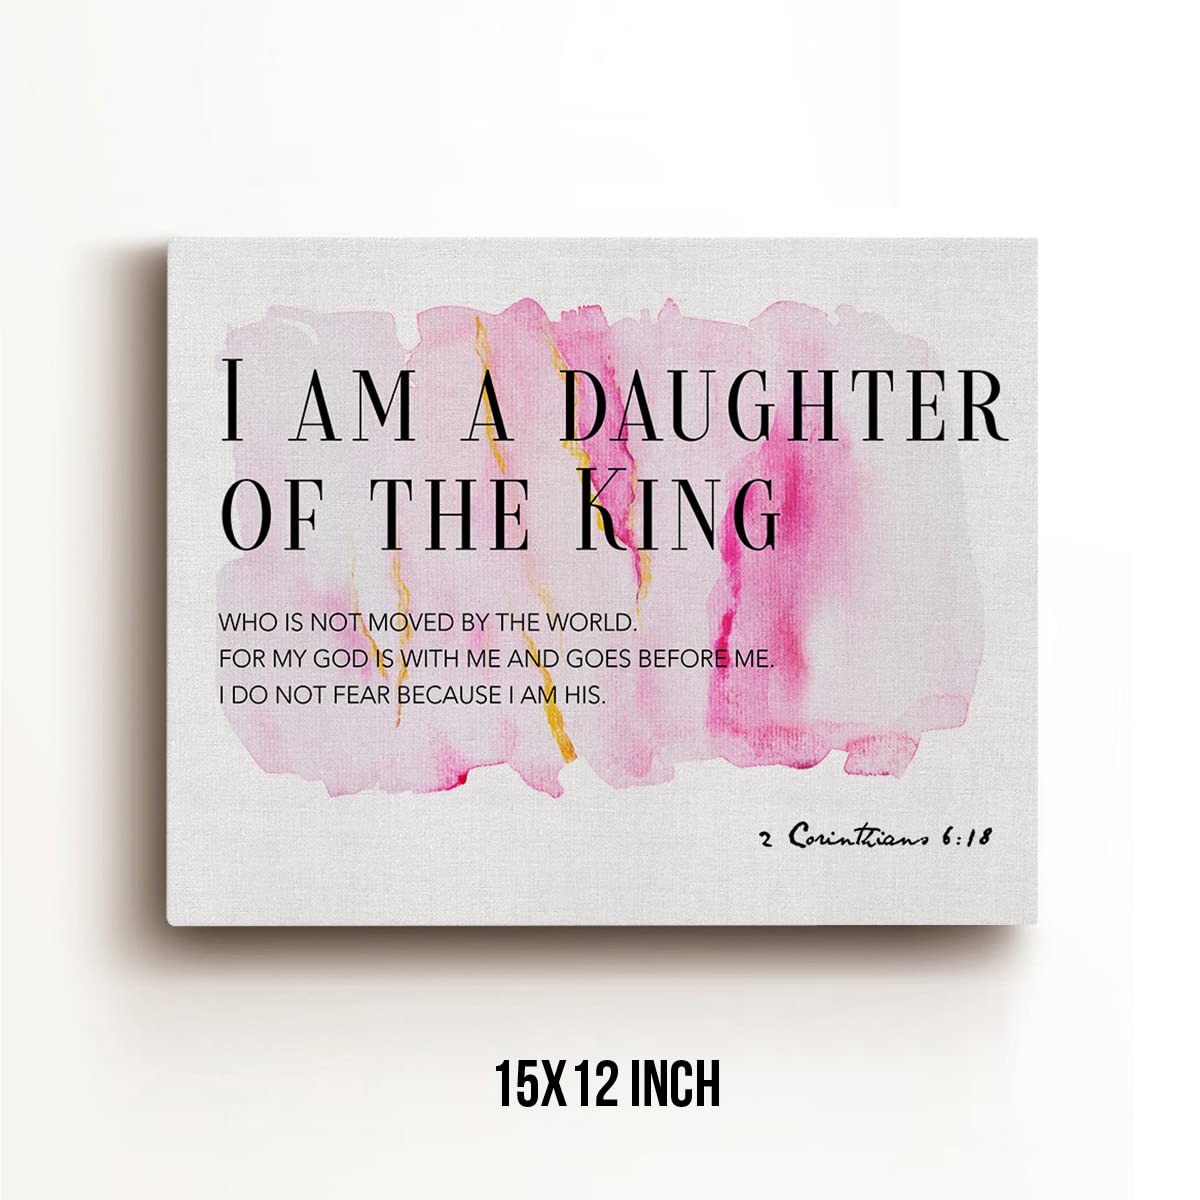 I AM A DAUGHTER
OF THE KING
WHO IS NOT MOVED BY THE WORLD.
FOR MY GOD IS WITH ME AND GOES BEFORE ME.
I DO NOT FEAR BECAUSE I AM HIS.
2 Corinthians 6:18
15X12 INCH